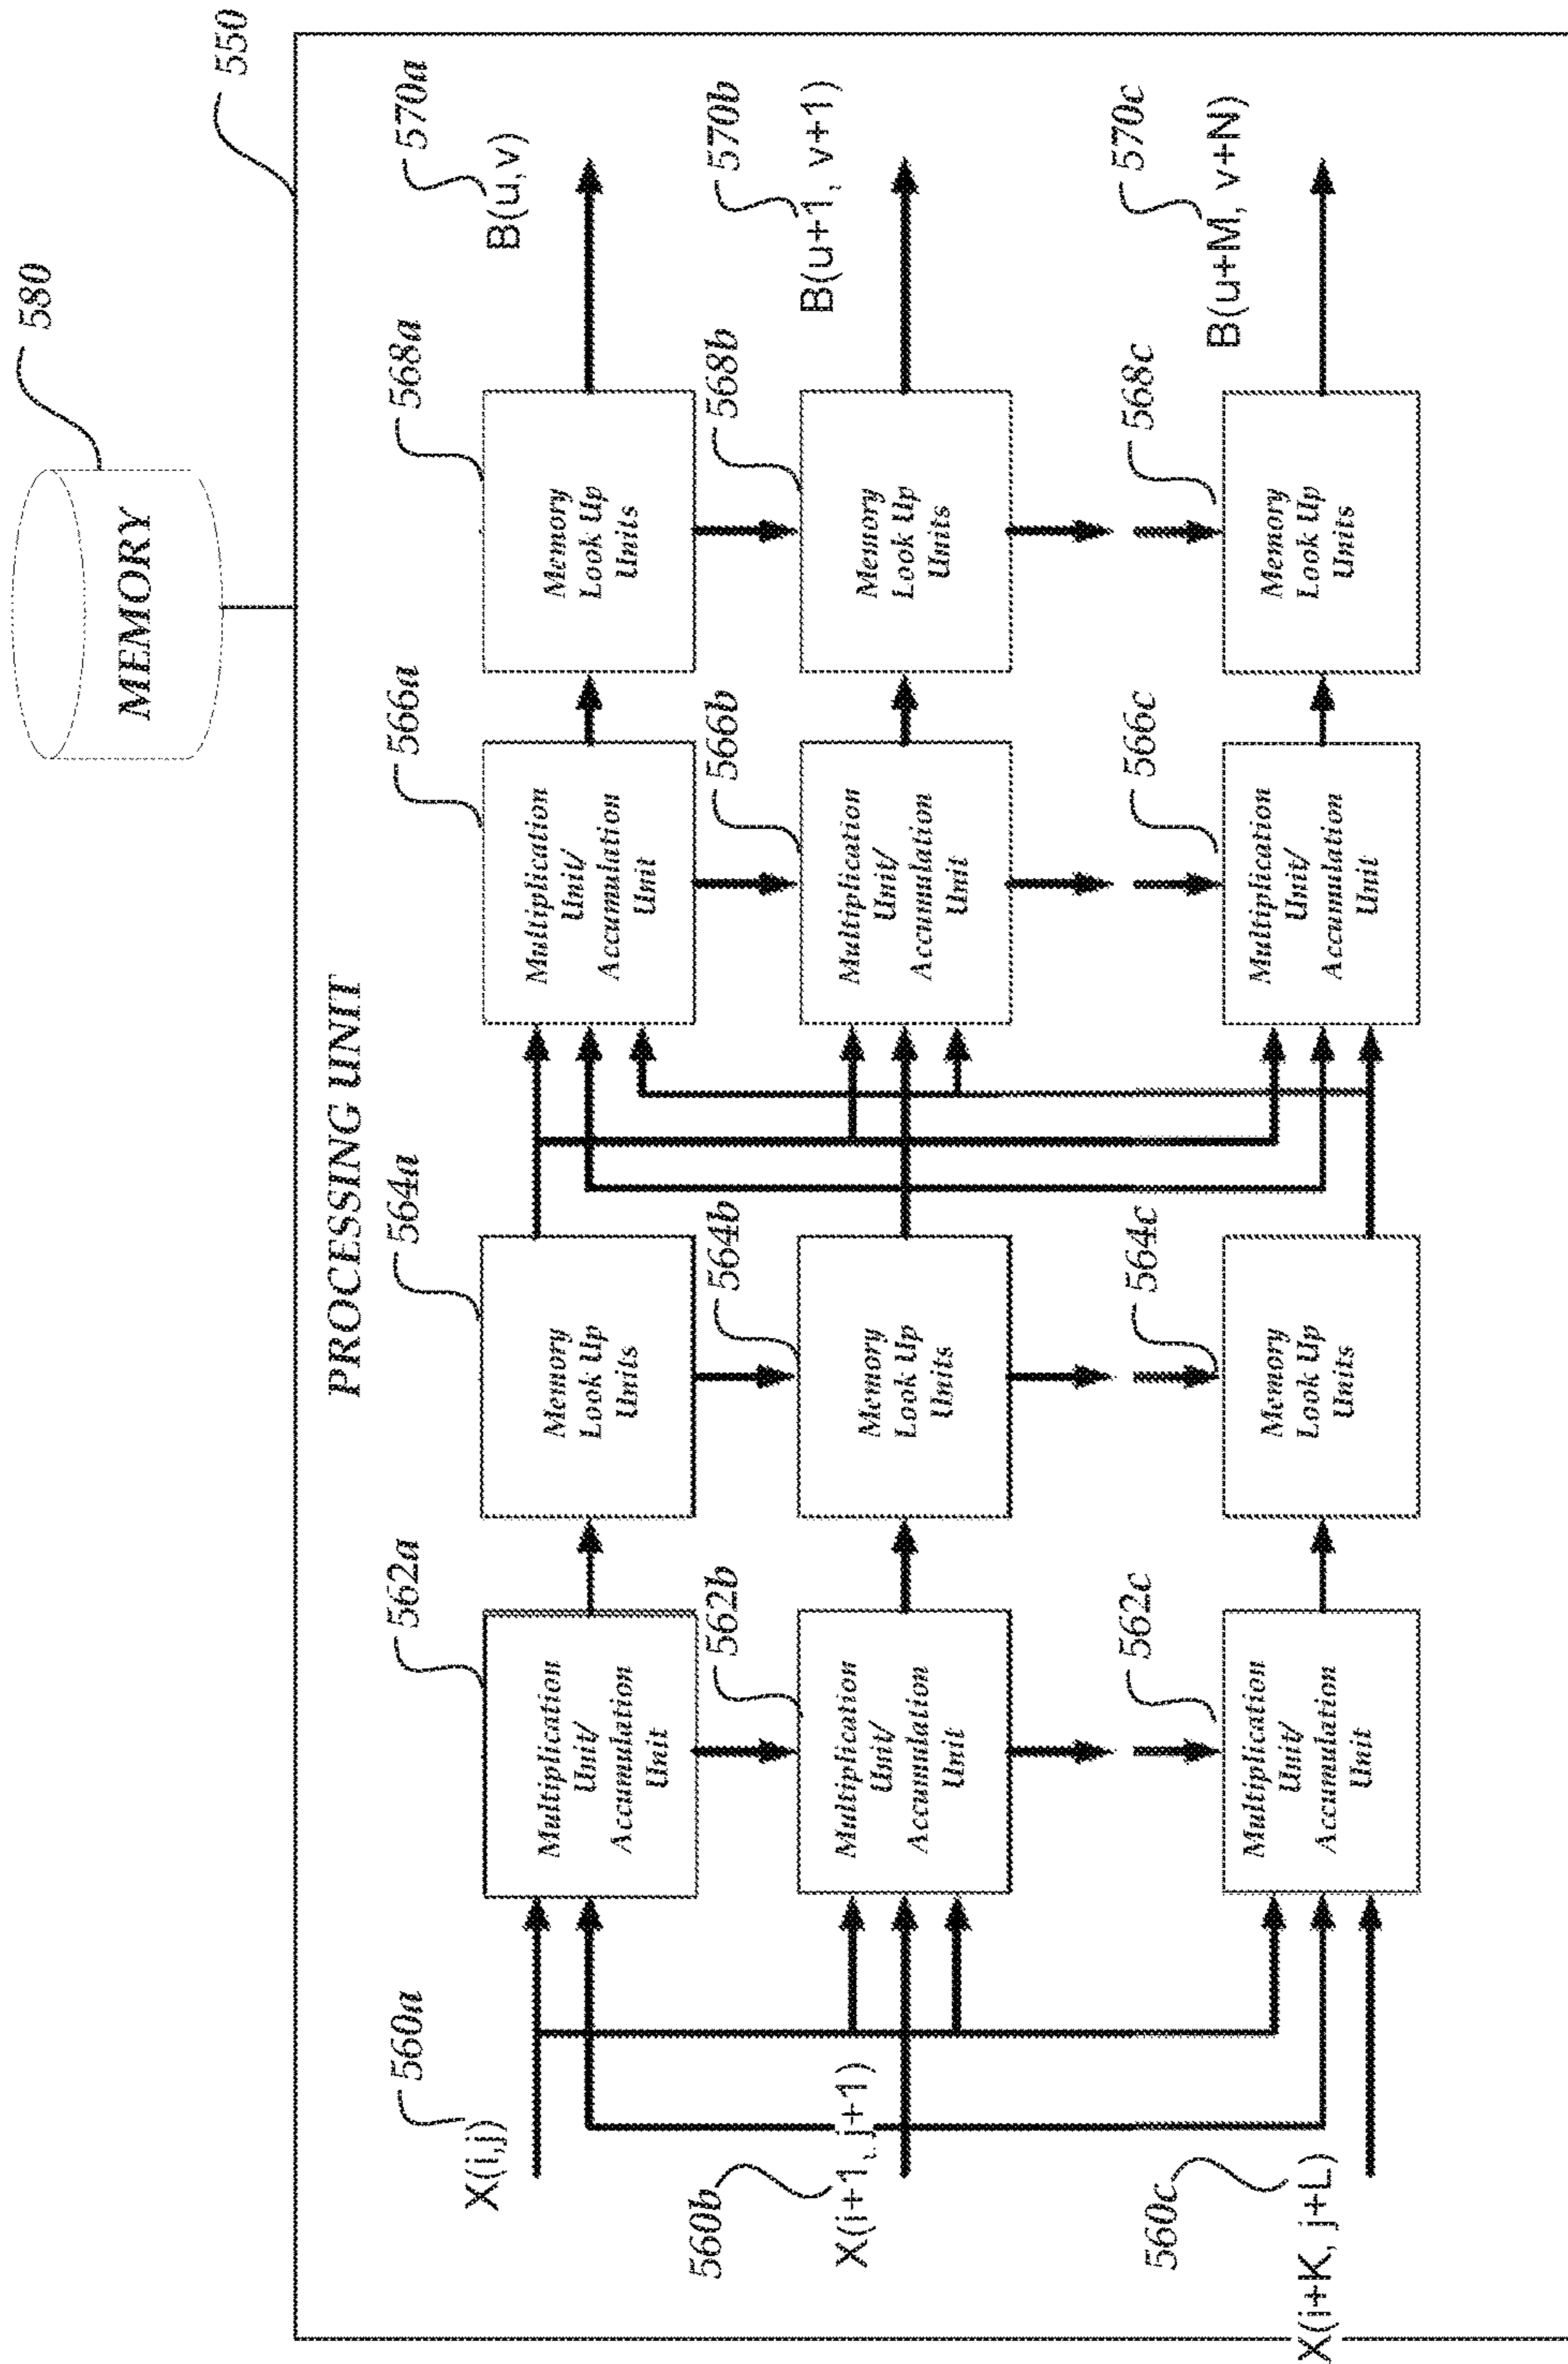 580
MEMORY
550
PROCESSING UNIT
560a
X(i,j)
562a
Multiplication
Unit/
Accumulation
Unit
564a
Memory
Look Up
Units
566a
Multiplication
Unit/
Accumulation
Unit
568a
Memory
Look Up
Units
570a
B(u,v)
560b
X(i+1, j+1)
562b
Multiplication
Unit/
Accumulation
Unit
564b
Memory
Look Up
Units
566b
Multiplication
Unit/
Accumulation
Unit
568b
Memory
Look Up
Units
570b
B(u+1, v+1)
560c
X(i+K, j+L)
562c
Multiplication
Unit/
Accumulation
Unit
564c
Memory
Look Up
Units
566c
Multiplication
Unit/
Accumulation
Unit
568c
Memory
Look Up
Units
570c
B(u+M, v+N)